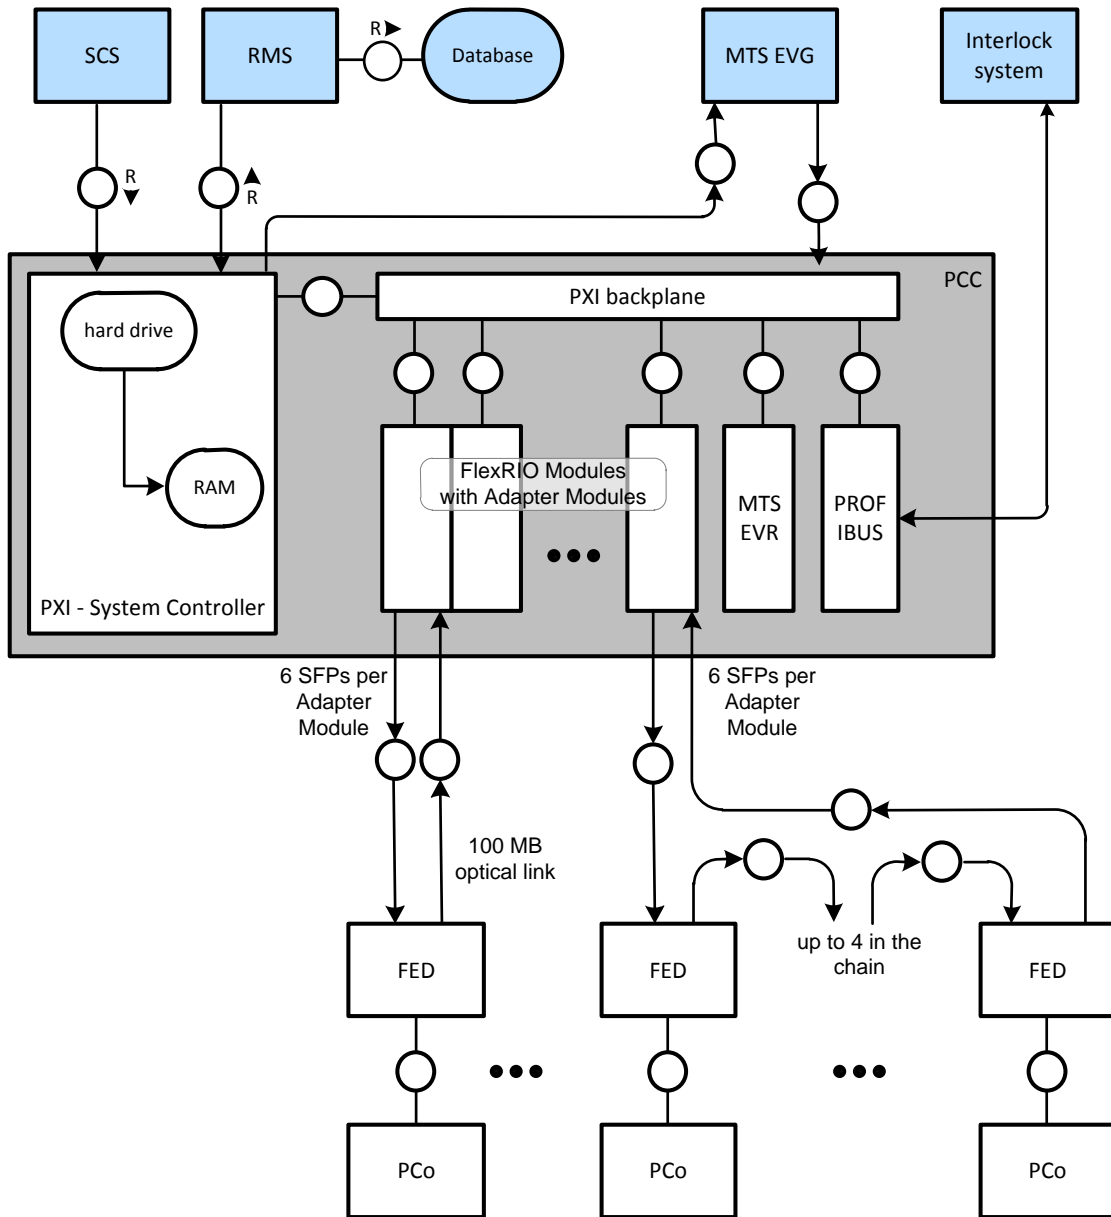 SCS
RMS
R
Database
MTS EVG
Interlock
system
R
R
PCC
PXI backplane
hard drive
RAM
PXI - System Controller
FlexRIO Modules
with Adapter Modules
MTS
EVR
PROF
IBUS
6 SFPs per
Adapter
Module
6 SFPs per
Adapter
Module
100 MB
optical link
up to 4 in the
chain
FED
FED
FED
PCo
PCo
PCo